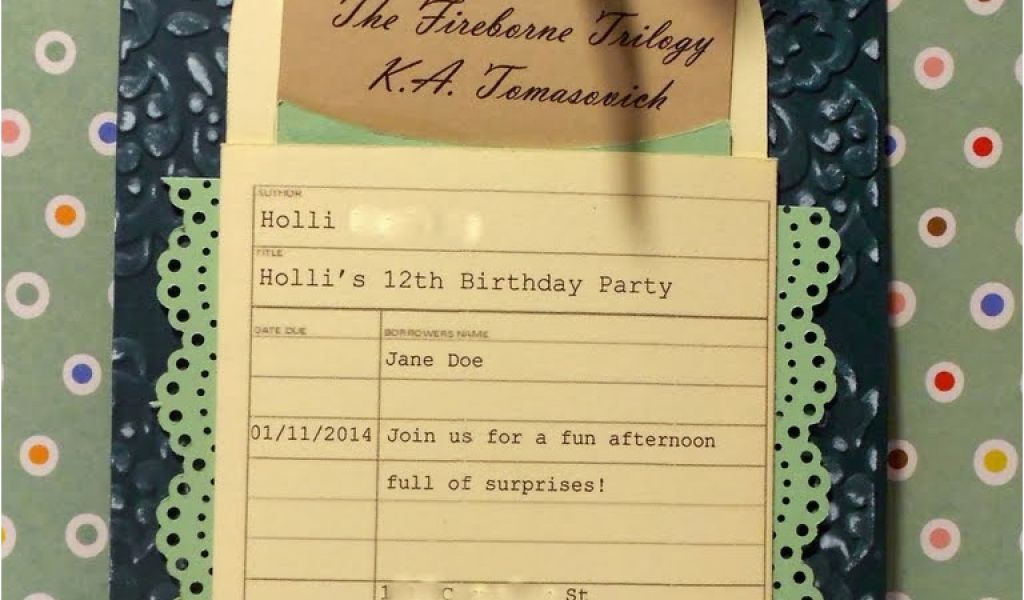 The Fireborne Trilogy
K.A. Tomasovich
AUTHOR
Holli
TITLE
Holli's 12th Birthday Party
DATE DUE BORROWERS NAME
Jane Doe
01/11/2014 Join us for a fun afternoon
full of surprises!
1 C St